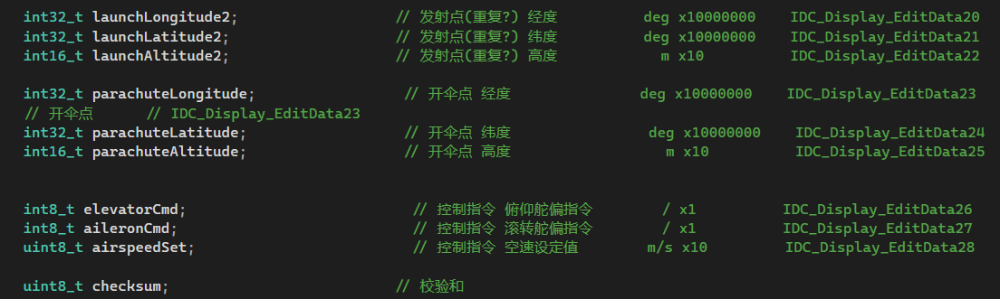 int32_t launchLongitude2; // 发射点(重复?) 经度 deg x10000000 IDC_Display_EditData20
int32_t launchLatitude2; // 发射点(重复?) 纬度 deg x10000000 IDC_Display_EditData21
int16_t launchAltitude2; // 发射点(重复?) 高度 m x10 IDC_Display_EditData22
int32_t parachuteLongitude; // 开伞点 经度 deg x10000000 IDC_Display_EditData23
// 开伞点 // IDC_Display_EditData23
int32_t parachuteLatitude; // 开伞点 纬度 deg x10000000 IDC_Display_EditData24
int16_t parachuteAltitude; // 开伞点 高度 m x10 IDC_Display_EditData25
int8_t elevatorCmd; // 控制指令 俯仰舵偏指令 / x1 IDC_Display_EditData26
int8_t aileronCmd; // 控制指令 滚转舵偏指令 / x1 IDC_Display_EditData27
uint8_t airspeedSet; // 控制指令 空速设定值 m/s x10 IDC_Display_EditData28
uint8_t checksum; // 校验和